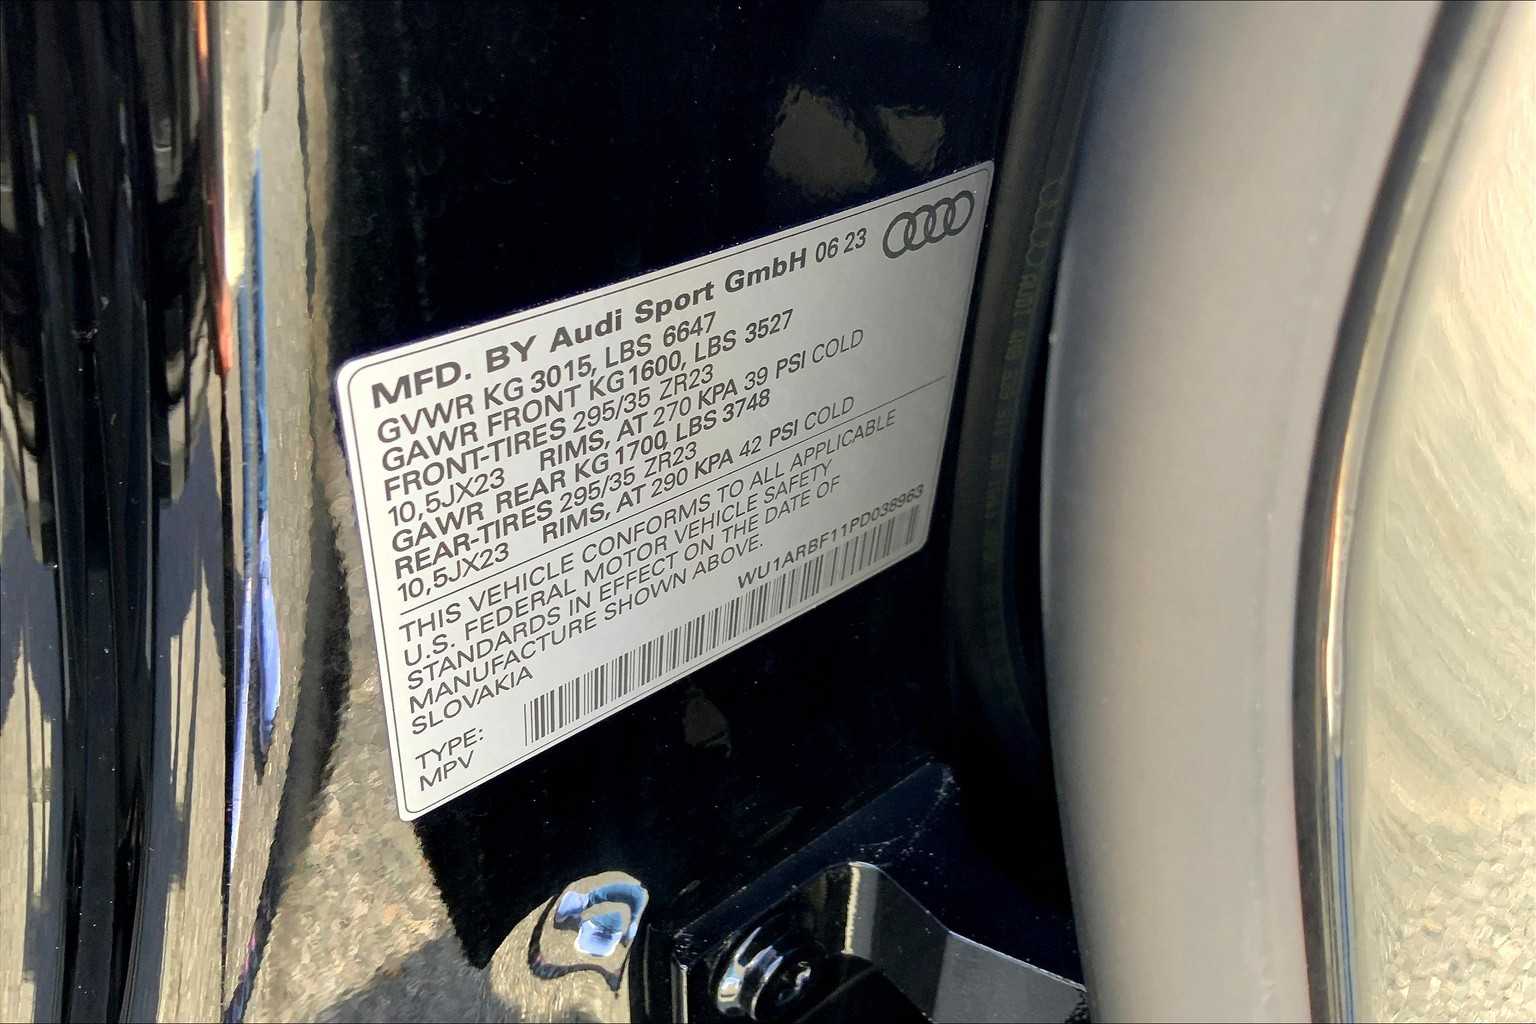 MFD. BY Audi Sport GmbH 06 23
GVWR KG 3015, LBS 6647
GAWR FRONT KG 1600, LBS 3527
FRONT-TIRES 295/35 ZR23
10,5JX23 RIMS, AT 270 KPA 39 PSI COLD
GAWR REAR KG 1700, LBS 3748
REAR-TIRES 295/35 ZR23
10,5JX23 RIMS, AT 290 KPA 42 PSI COLD
THIS VEHICLE CONFORMS TO ALL APPLICABLE
U.S. FEDERAL MOTOR VEHICLE SAFETY
STANDARDS IN EFFECT ON THE DATE OF
MANUFACTURE SHOWN ABOVE.
SLOVAKIA
WU1ARBF11PD038963
TYPE:
MPV